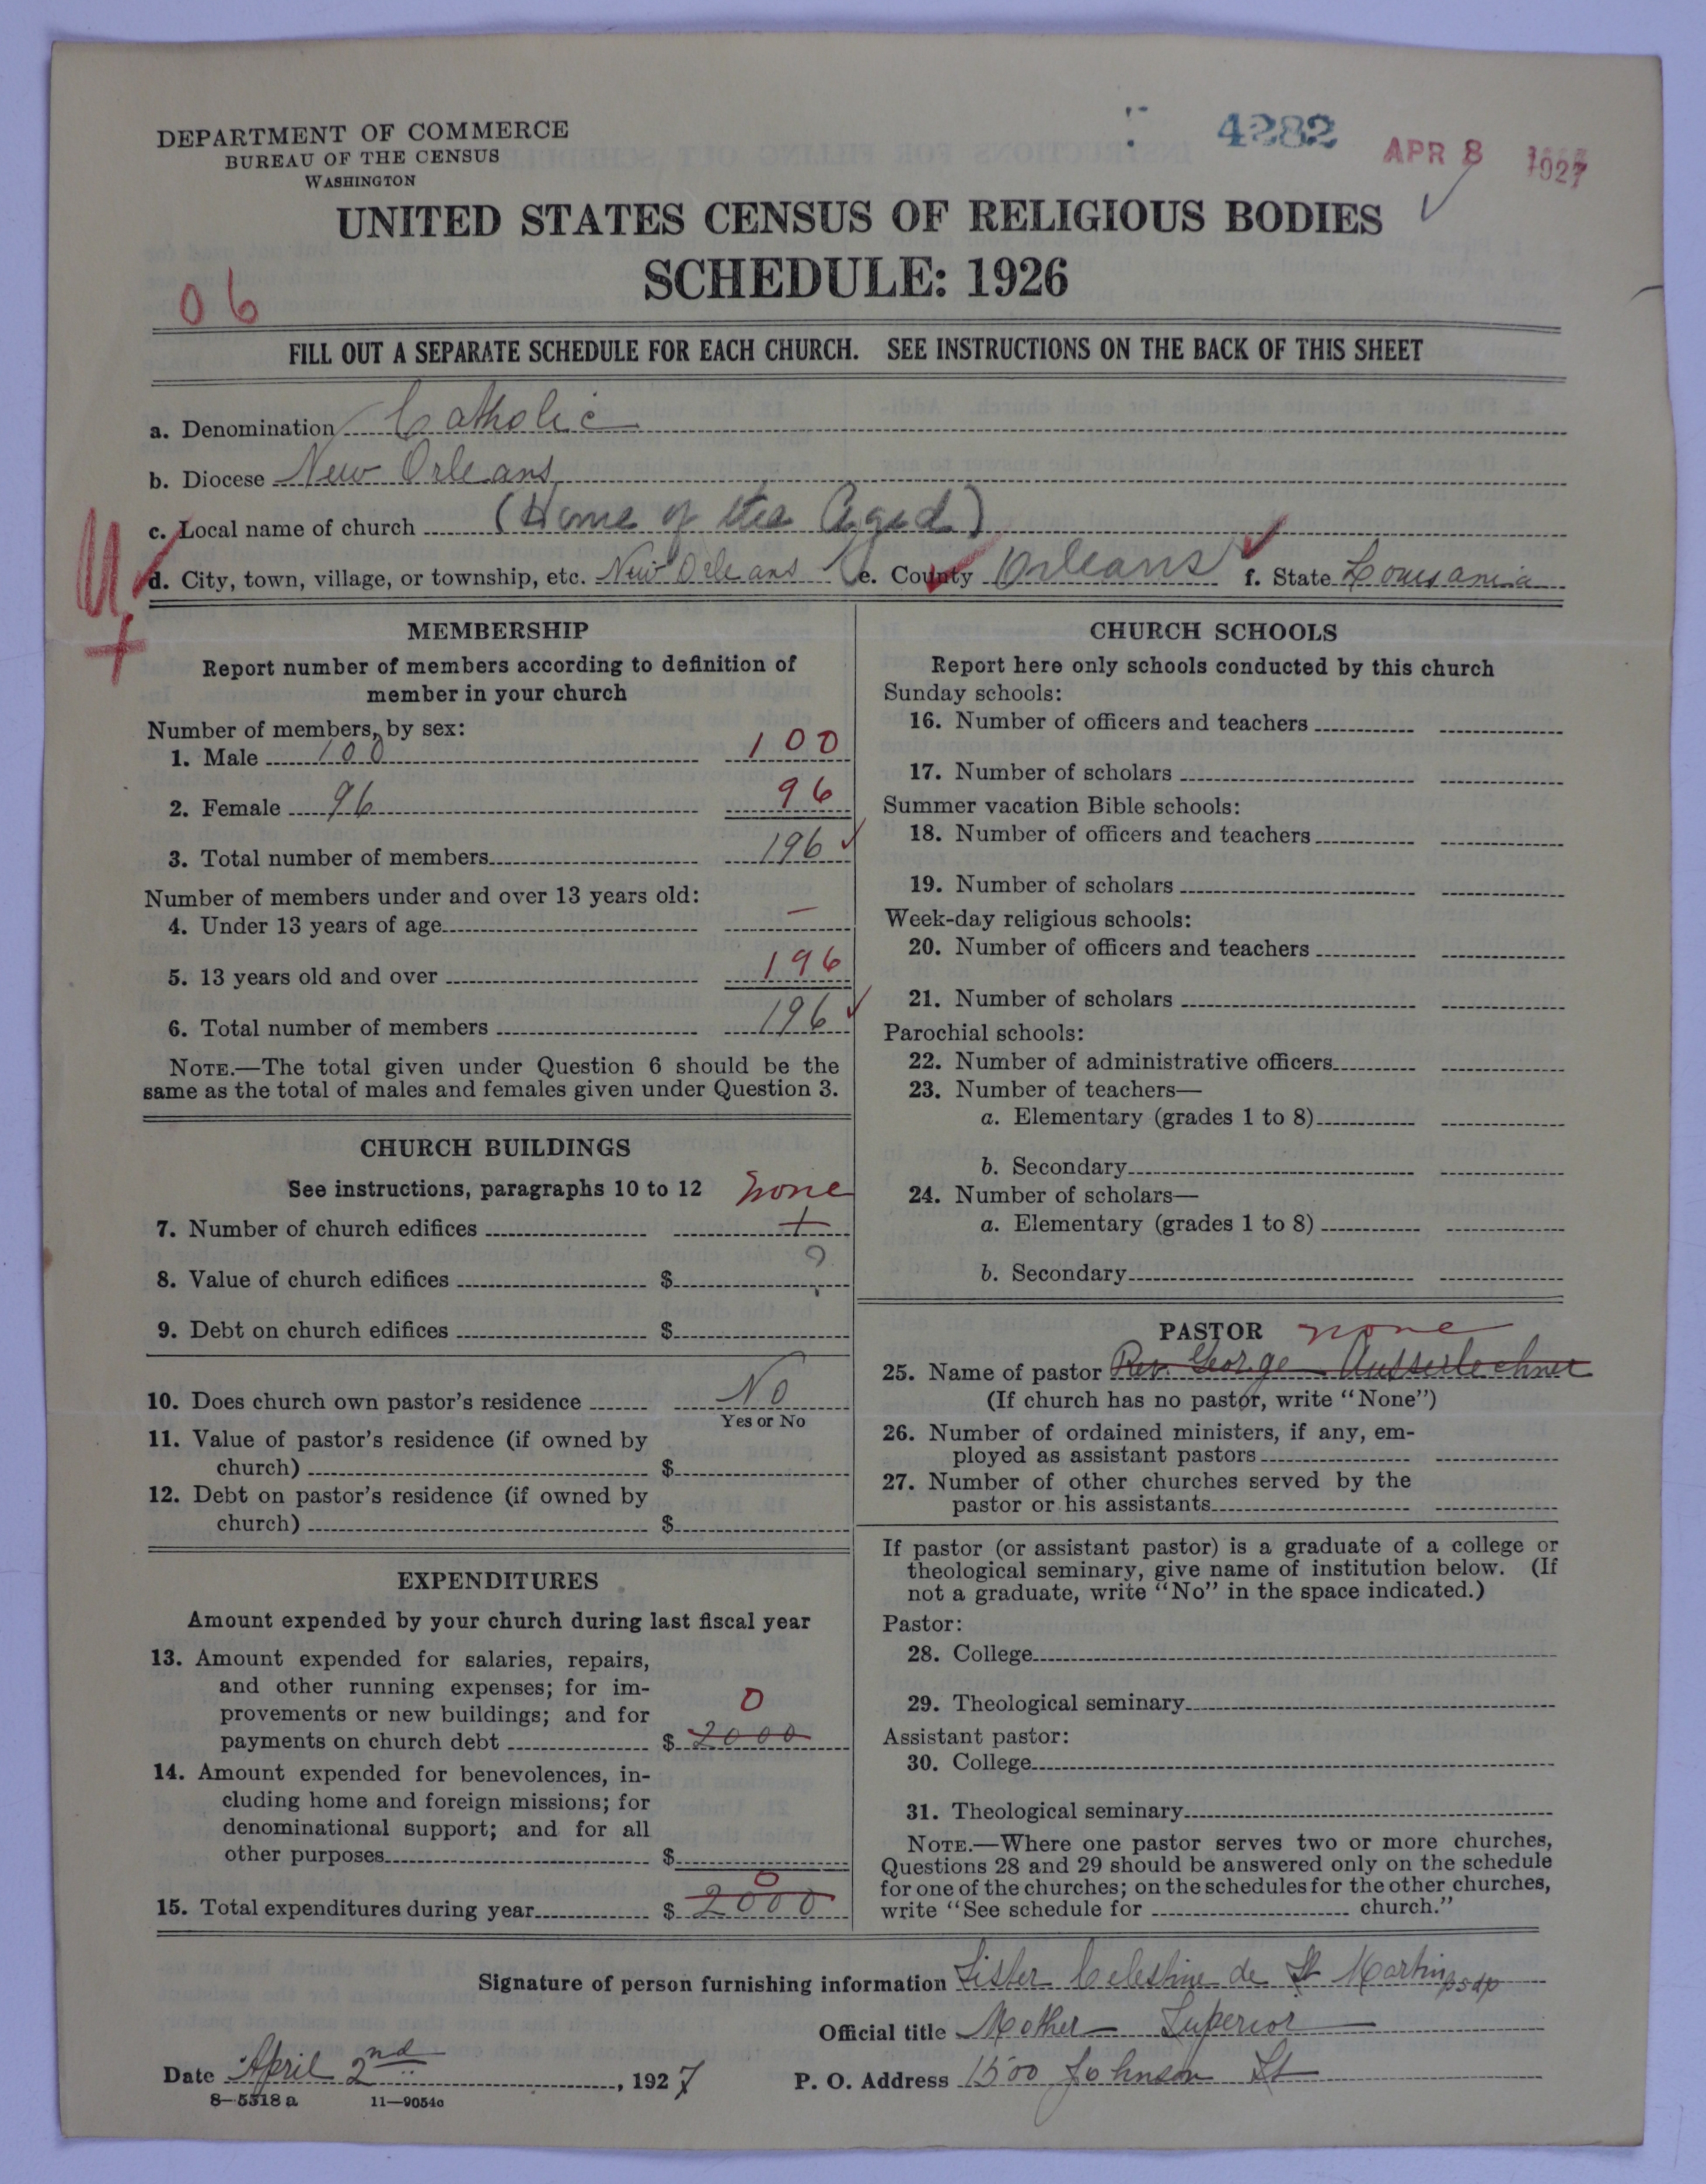 DEPARTMENT OF COMMERCE
BUREAU OF THE CENSUS
WASHINGTON
4282
APR 8 1927
UNITED STATES CENSUS OF RELIGIOUS BODIES
SCHEDULE: 1926
06
FILL OUT A SEPARATE SCHEDULE FOR EACH CHURCH. SEE INSTRUCTIONS ON THE BACK OF THIS SHEET
a. Denomination Catholic
b. Diocese New Orleans
c. Local name of church (Home of the Aged)
d. City, town, village, or township, etc. New Orleans e. County Orleans f. State Louisania
MEMBERSHIP
Report number of members according to definition of
member in your church
Number of members, by sex:
1. Male 100 100
2. Female 96 96
3. Total number of members 196
Number of members under and over 13 years old:
4. Under 13 years of age —
5. 13 years old and over 196
6. Total number of members 196
NOTE.—The total given under Question 6 should be the
same as the total of males and females given under Question 3.
CHURCH BUILDINGS
See instructions, paragraphs 10 to 12 none
7. Number of church edifices
8. Value of church edifices $ ?
9. Debt on church edifices $
10. Does church own pastor's residence No
Yes or No
11. Value of pastor's residence (if owned by
church) $
12. Debt on pastor's residence (if owned by
church) $
EXPENDITURES
Amount expended by your church during last fiscal year
13. Amount expended for salaries, repairs,
and other running expenses; for im-
provements or new buildings; and for 0
payments on church debt $ 2000
14. Amount expended for benevolences, in-
cluding home and foreign missions; for
denominational support; and for all
other purposes $
0
15. Total expenditures during year $ 2000
CHURCH SCHOOLS
Report here only schools conducted by this church
Sunday schools:
16. Number of officers and teachers
17. Number of scholars
Summer vacation Bible schools:
18. Number of officers and teachers
19. Number of scholars
Week-day religious schools:
20. Number of officers and teachers
21. Number of scholars
Parochial schools:
22. Number of administrative officers
23. Number of teachers—
a. Elementary (grades 1 to 8)
b. Secondary
24. Number of scholars—
a. Elementary (grades 1 to 8)
b. Secondary
PASTOR none
25. Name of pastor Rev. George Ausserlechner
(If church has no pastor, write "None")
26. Number of ordained ministers, if any, em-
ployed as assistant pastors
27. Number of other churches served by the
pastor or his assistants
If pastor (or assistant pastor) is a graduate of a college or
theological seminary, give name of institution below. (If
not a graduate, write "No" in the space indicated.)
Pastor:
28. College
29. Theological seminary
Assistant pastor:
30. College
31. Theological seminary
NOTE.—Where one pastor serves two or more churches,
Questions 28 and 29 should be answered only on the schedule
for one of the churches; on the schedules for the other churches,
write "See schedule for church."
Signature of person furnishing information Sister Celestine de St Martin psdp
Official title Mother Superior
Date April 2nd, 1927 P. O. Address 1500 Johnson St
8—5318 a 11—9054c